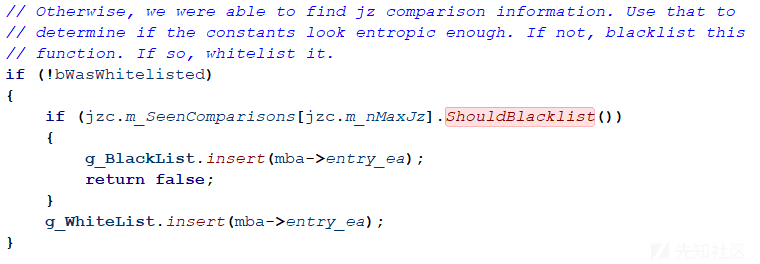 // Otherwise, we were able to find jz comparison information. Use that to
// determine if the constants look entropic enough. If not, blacklist this
// function. If so, whitelist it.
if (!bWasWhitelisted)
{
    if (jzc.m_SeenComparisons[jzc.m_nMaxJz].ShouldBlacklist())
    {
        g_BlackList.insert(mba->entry_ea);
        return false;
    }
    g_WhiteList.insert(mba->entry_ea);
}
先知社区